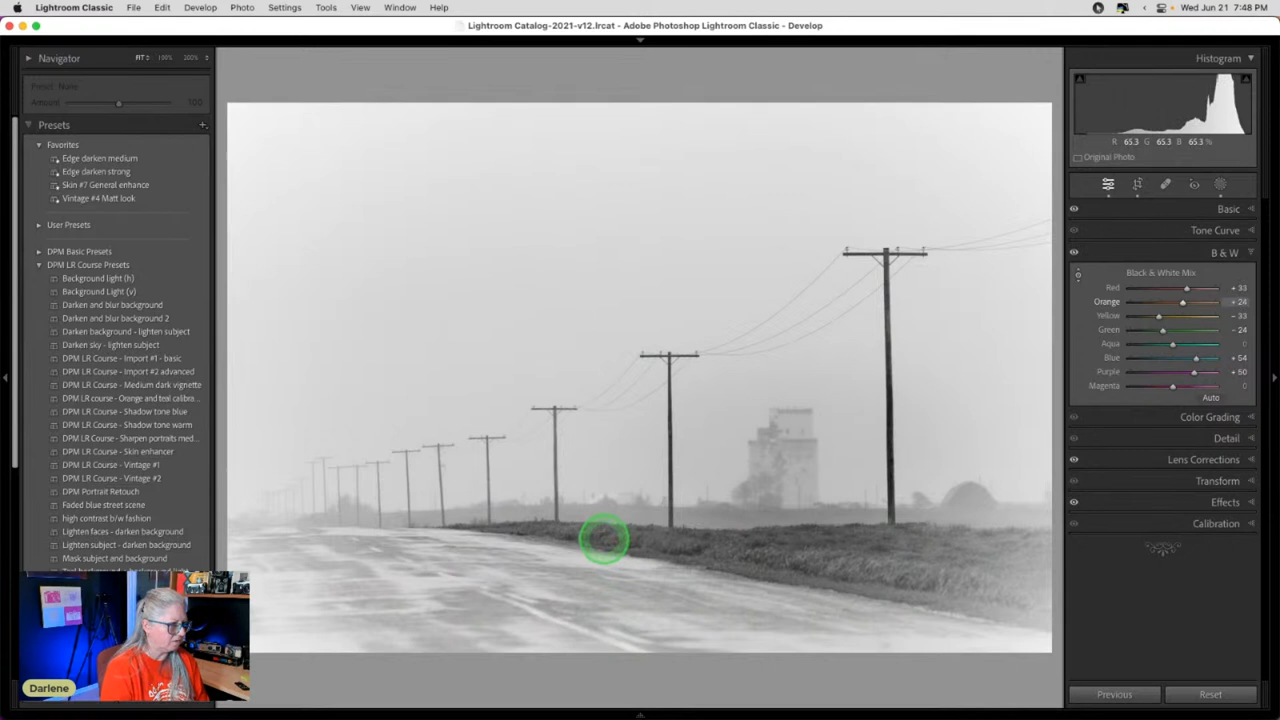 Lightroom Classic File Edit Develop Photo Settings Tools View Window Help Wed Jun 21 7:48 PM
Lightroom Catalog-2021-v12.lrcat - Adobe Photoshop Lightroom Classic - Develop
Navigator FIT 100% 200%
Preset: None
Amount 100
Presets +
Favorites
Edge darken medium
Edge darken strong
Skin #7 General enhance
Vintage #4 Matt look
User Presets
DPM Basic Presets
DPM LR Course Presets
Background light (h)
Background Light (v)
Darken and blur background
Darken and blur background 2
Darken background - lighten subject
Darken sky - lighten subject
DPM LR Course - Import #1 - basic
DPM LR Course - Import #2 advanced
DPM LR Course - Medium dark vignette
DPM LR course - Orange and teal calibra...
DPM LR Course - Shadow tone blue
DPM LR Course - Shadow tone warm
DPM LR Course - Sharpen portraits med...
DPM LR Course - Skin enhancer
DPM LR Course - Vintage #1
DPM LR Course - Vintage #2
DPM Portrait Retouch
Faded blue street scene
high contrast b/w fashion
Lighten faces - darken background
Lighten subject - darken background
Mask subject and background
Darlene
Histogram
R 65.3 G 65.3 B 65.3 %
Original Photo
Basic
Tone Curve
B & W
Black & White Mix
Red + 33
Orange + 24
Yellow - 33
Green - 24
Aqua 0
Blue + 54
Purple + 50
Magenta 0
Auto
Color Grading
Detail
Lens Corrections
Transform
Effects
Calibration
Previous Reset